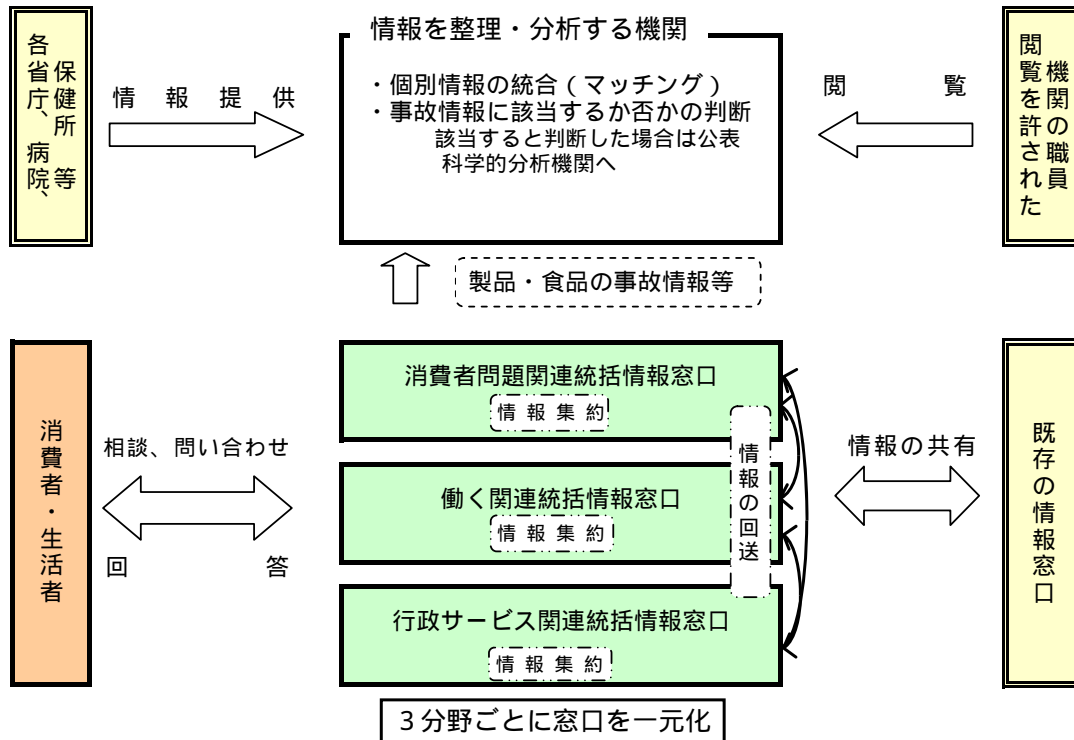 各省庁、病院、
保健所 等
情報提供
情報を整理・分析する機関
・個別情報の統合（マッチング）
・事故情報に該当するか否かの判断
該当すると判断した場合は公表
科学的分析機関へ
閲覧
閲覧を許された
機関の職員
製品・食品の事故情報等
消費者・生活者
相談、問い合わせ
回答
消費者問題関連統括情報窓口
情報集約
働く関連統括情報窓口
情報集約
行政サービス関連統括情報窓口
情報集約
情報の回送
情報の共有
既存の情報窓口
３分野ごとに窓口を一元化